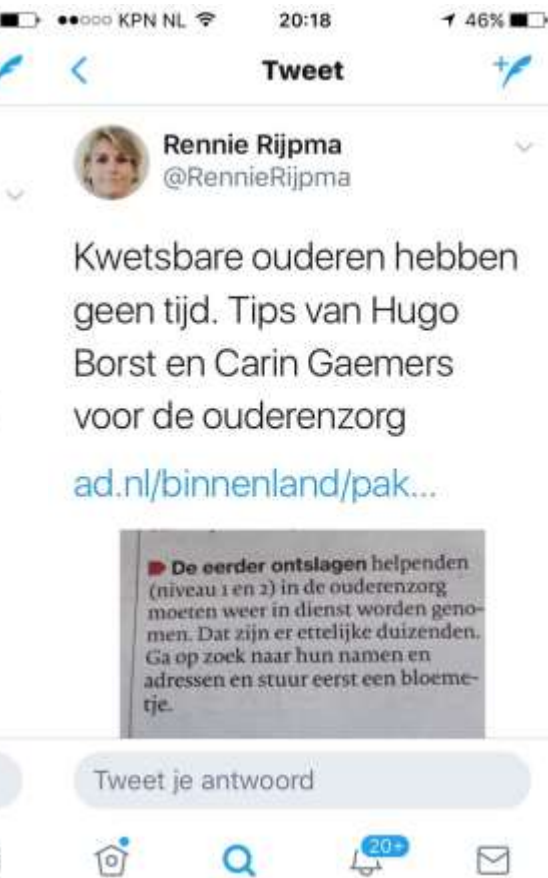 KPN NL 20:18 46%
Tweet
Rennie Rijpma
@RennieRijpma
Kwetsbare ouderen hebben
geen tijd. Tips van Hugo
Borst en Carin Gaemers
voor de ouderenzorg
ad.nl/binnenland/pak...
De eerder ontslagen helpenden
(niveau 1 en 2) in de ouderenzorg
moeten weer in dienst worden geno-
men. Dat zijn er ettelijke duizenden.
Ga op zoek naar hun namen en
adressen en stuur eerst een bloeme-
tje.
Tweet je antwoord
20+